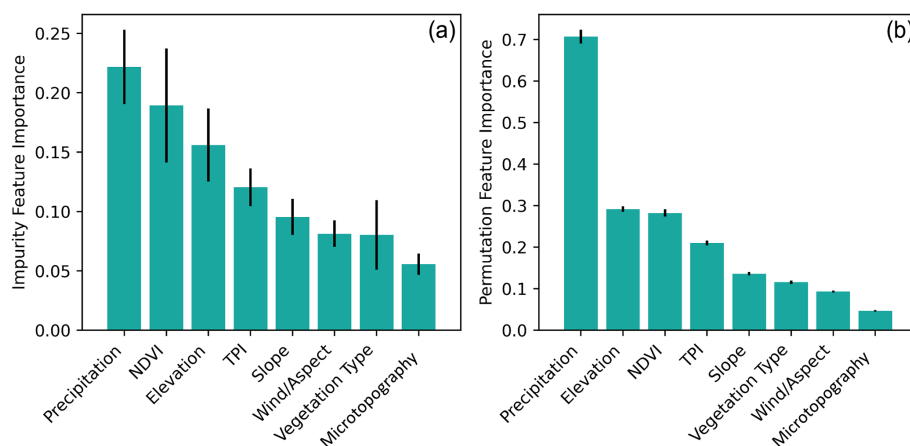 (a)
Impurity Feature Importance
0.25
0.20
0.15
0.10
0.05
0.00
Precipitation
NDVI
Elevation
TPI
Slope
Wind/Aspect
Vegetation Type
Microtopography
(b)
Permutation Feature Importance
0.7
0.6
0.5
0.4
0.3
0.2
0.1
0.0
Precipitation
Elevation
NDVI
TPI
Slope
Vegetation Type
Wind/Aspect
Microtopography